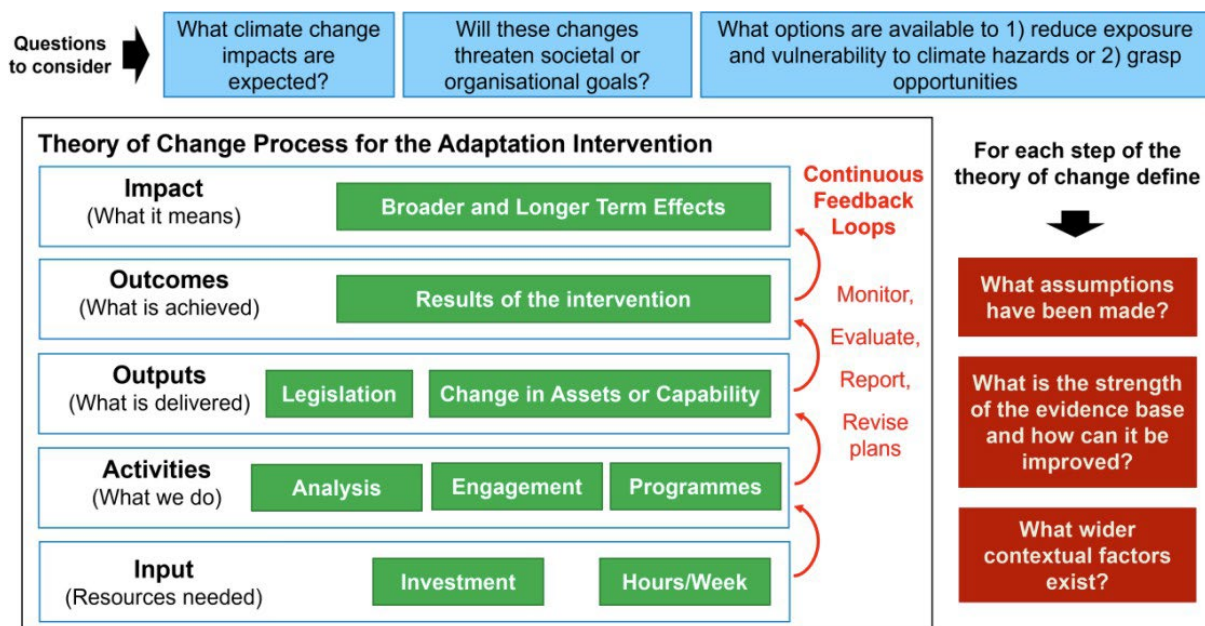 Questions
to consider
What climate change
impacts are
expected?
Will these changes
threaten societal or
organisational goals?
What options are available to 1) reduce exposure
and vulnerability to climate hazards or 2) grasp
opportunities
Theory of Change Process for the Adaptation Intervention
Impact
(What it means)
Broader and Longer Term Effects
Outcomes
(What is achieved)
Results of the intervention
Outputs
(What is delivered)
Legislation
Change in Assets or Capability
Activities
(What we do)
Analysis
Engagement
Programmes
Input
(Resources needed)
Investment
Hours/Week
Continuous
Feedback
Loops
Monitor,
Evaluate,
Report,
Revise
plans
For each step of the
theory of change define
What assumptions
have been made?
What is the strength
of the evidence base
and how can it be
improved?
What wider
contextual factors
exist?